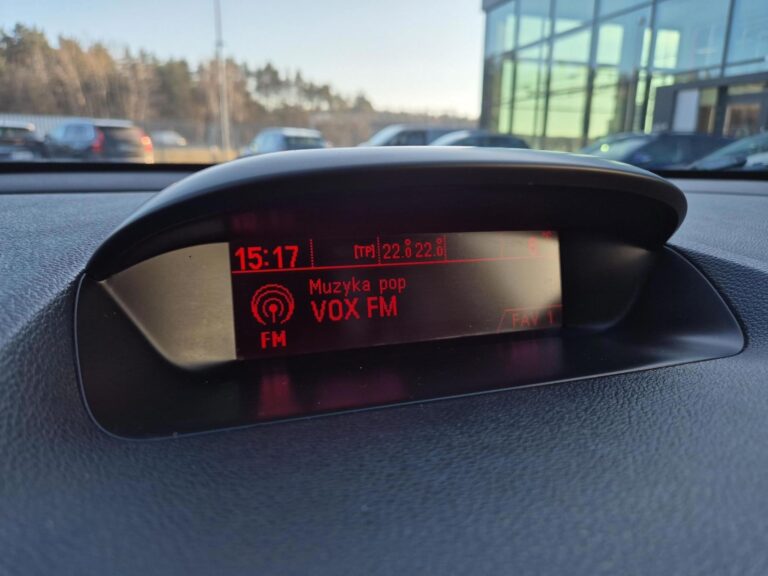 15:17 [TP] 22.0 22.0
Muzyka pop
VOX FM
FM
FAV 1